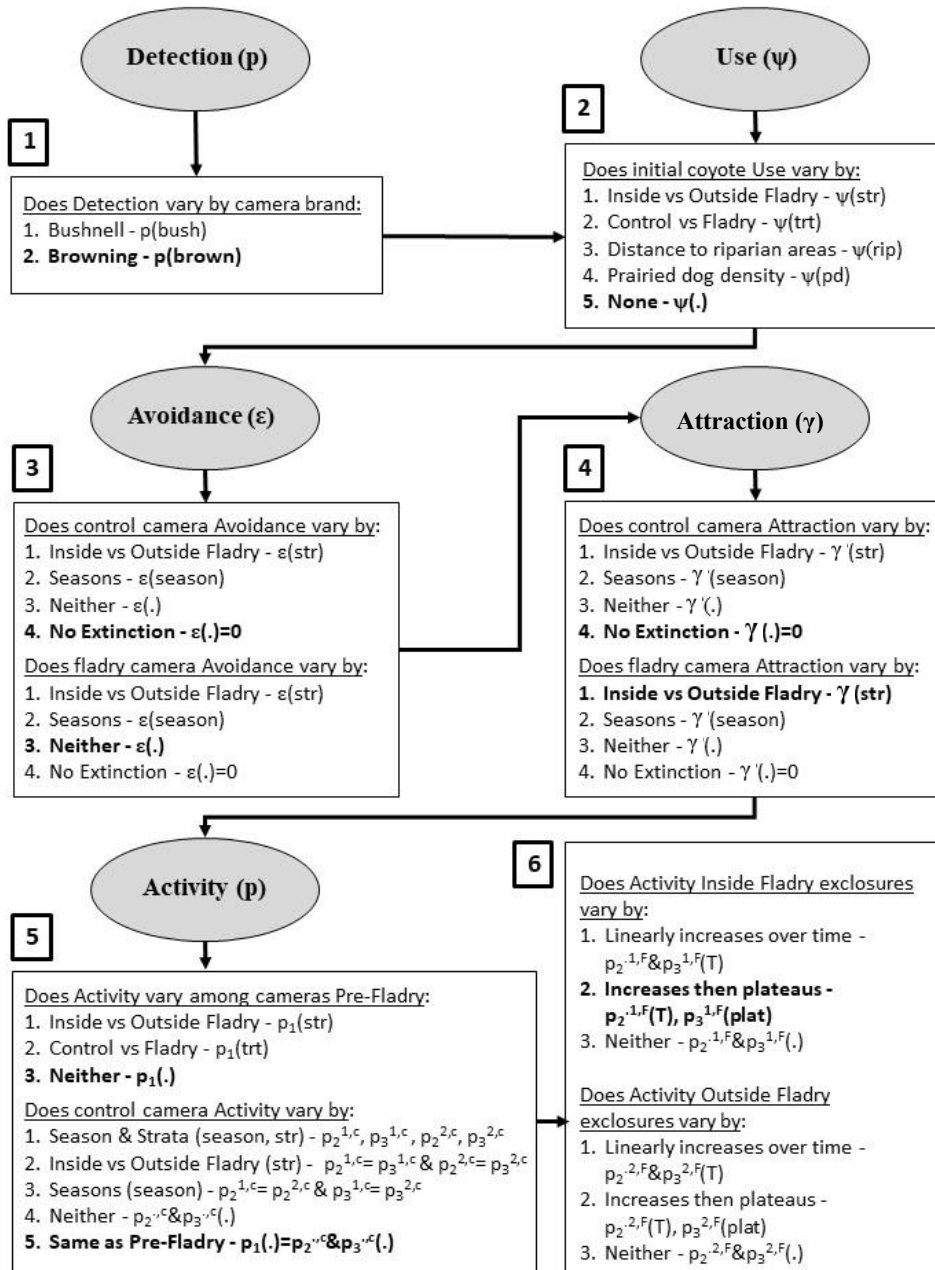 Detection (p)
Use (ψ)
1
2
Does Detection vary by camera brand:
1. Bushnell - p(bush)
2. Browning - p(brown)
Does initial coyote Use vary by:
1. Inside vs Outside Fladry - ψ(str)
2. Control vs Fladry - ψ(trt)
3. Distance to riparian areas - ψ(rip)
4. Prairied dog density - ψ(pd)
5. None - ψ(.)
Avoidance (ε)
Attraction (γ)
3
4
Does control camera Avoidance vary by:
1. Inside vs Outside Fladry - ε(str)
2. Seasons - ε(season)
3. Neither - ε(.)
4. No Extinction - ε(.)=0
Does fladry camera Avoidance vary by:
1. Inside vs Outside Fladry - ε(str)
2. Seasons - ε(season)
3. Neither - ε(.)
4. No Extinction - ε(.)=0
Does control camera Attraction vary by:
1. Inside vs Outside Fladry - γ'(str)
2. Seasons - γ'(season)
3. Neither - γ'(.)
4. No Extinction - γ'(.)=0
Does fladry camera Attraction vary by:
1. Inside vs Outside Fladry - γ'(str)
2. Seasons - γ'(season)
3. Neither - γ'(.)
4. No Extinction - γ'(.)=0
Activity (p)
5
6
Does Activity vary among cameras Pre-Fladry:
1. Inside vs Outside Fladry - p₁(str)
2. Control vs Fladry - p₁(trt)
3. Neither - p₁(.)
Does control camera Activity vary by:
1. Season & Strata (season, str) - p₂^1,c, p₃^1,c, p₂^2,c, p₃^2,c
2. Inside vs Outside Fladry (str) - p₂^1,c= p₃^1,c & p₂^2,c= p₃^2,c
3. Seasons (season) - p₂^1,c= p₂^2,c & p₃^1,c= p₃^2,c
4. Neither - p₂^.,c&p₃^.,c(.)
5. Same as Pre-Fladry - p₁(.)=p₂^.,c&p₃^.,c(.)
Does Activity Inside Fladry exclosures
vary by:
1. Linearly increases over time -
p₂^.1,F&p₃^1,F(T)
2. Increases then plateaus -
p₂^.1,F(T), p₃^1,F(plat)
3. Neither - p₂^.1,F&p₃^1,F(.)
Does Activity Outside Fladry
exclosures vary by:
1. Linearly increases over time -
p₂^.2,F&p₃^2,F(T)
2. Increases then plateaus -
p₂^.2,F(T), p₃^2,F(plat)
3. Neither - p₂^.2,F&p₃^2,F(.)